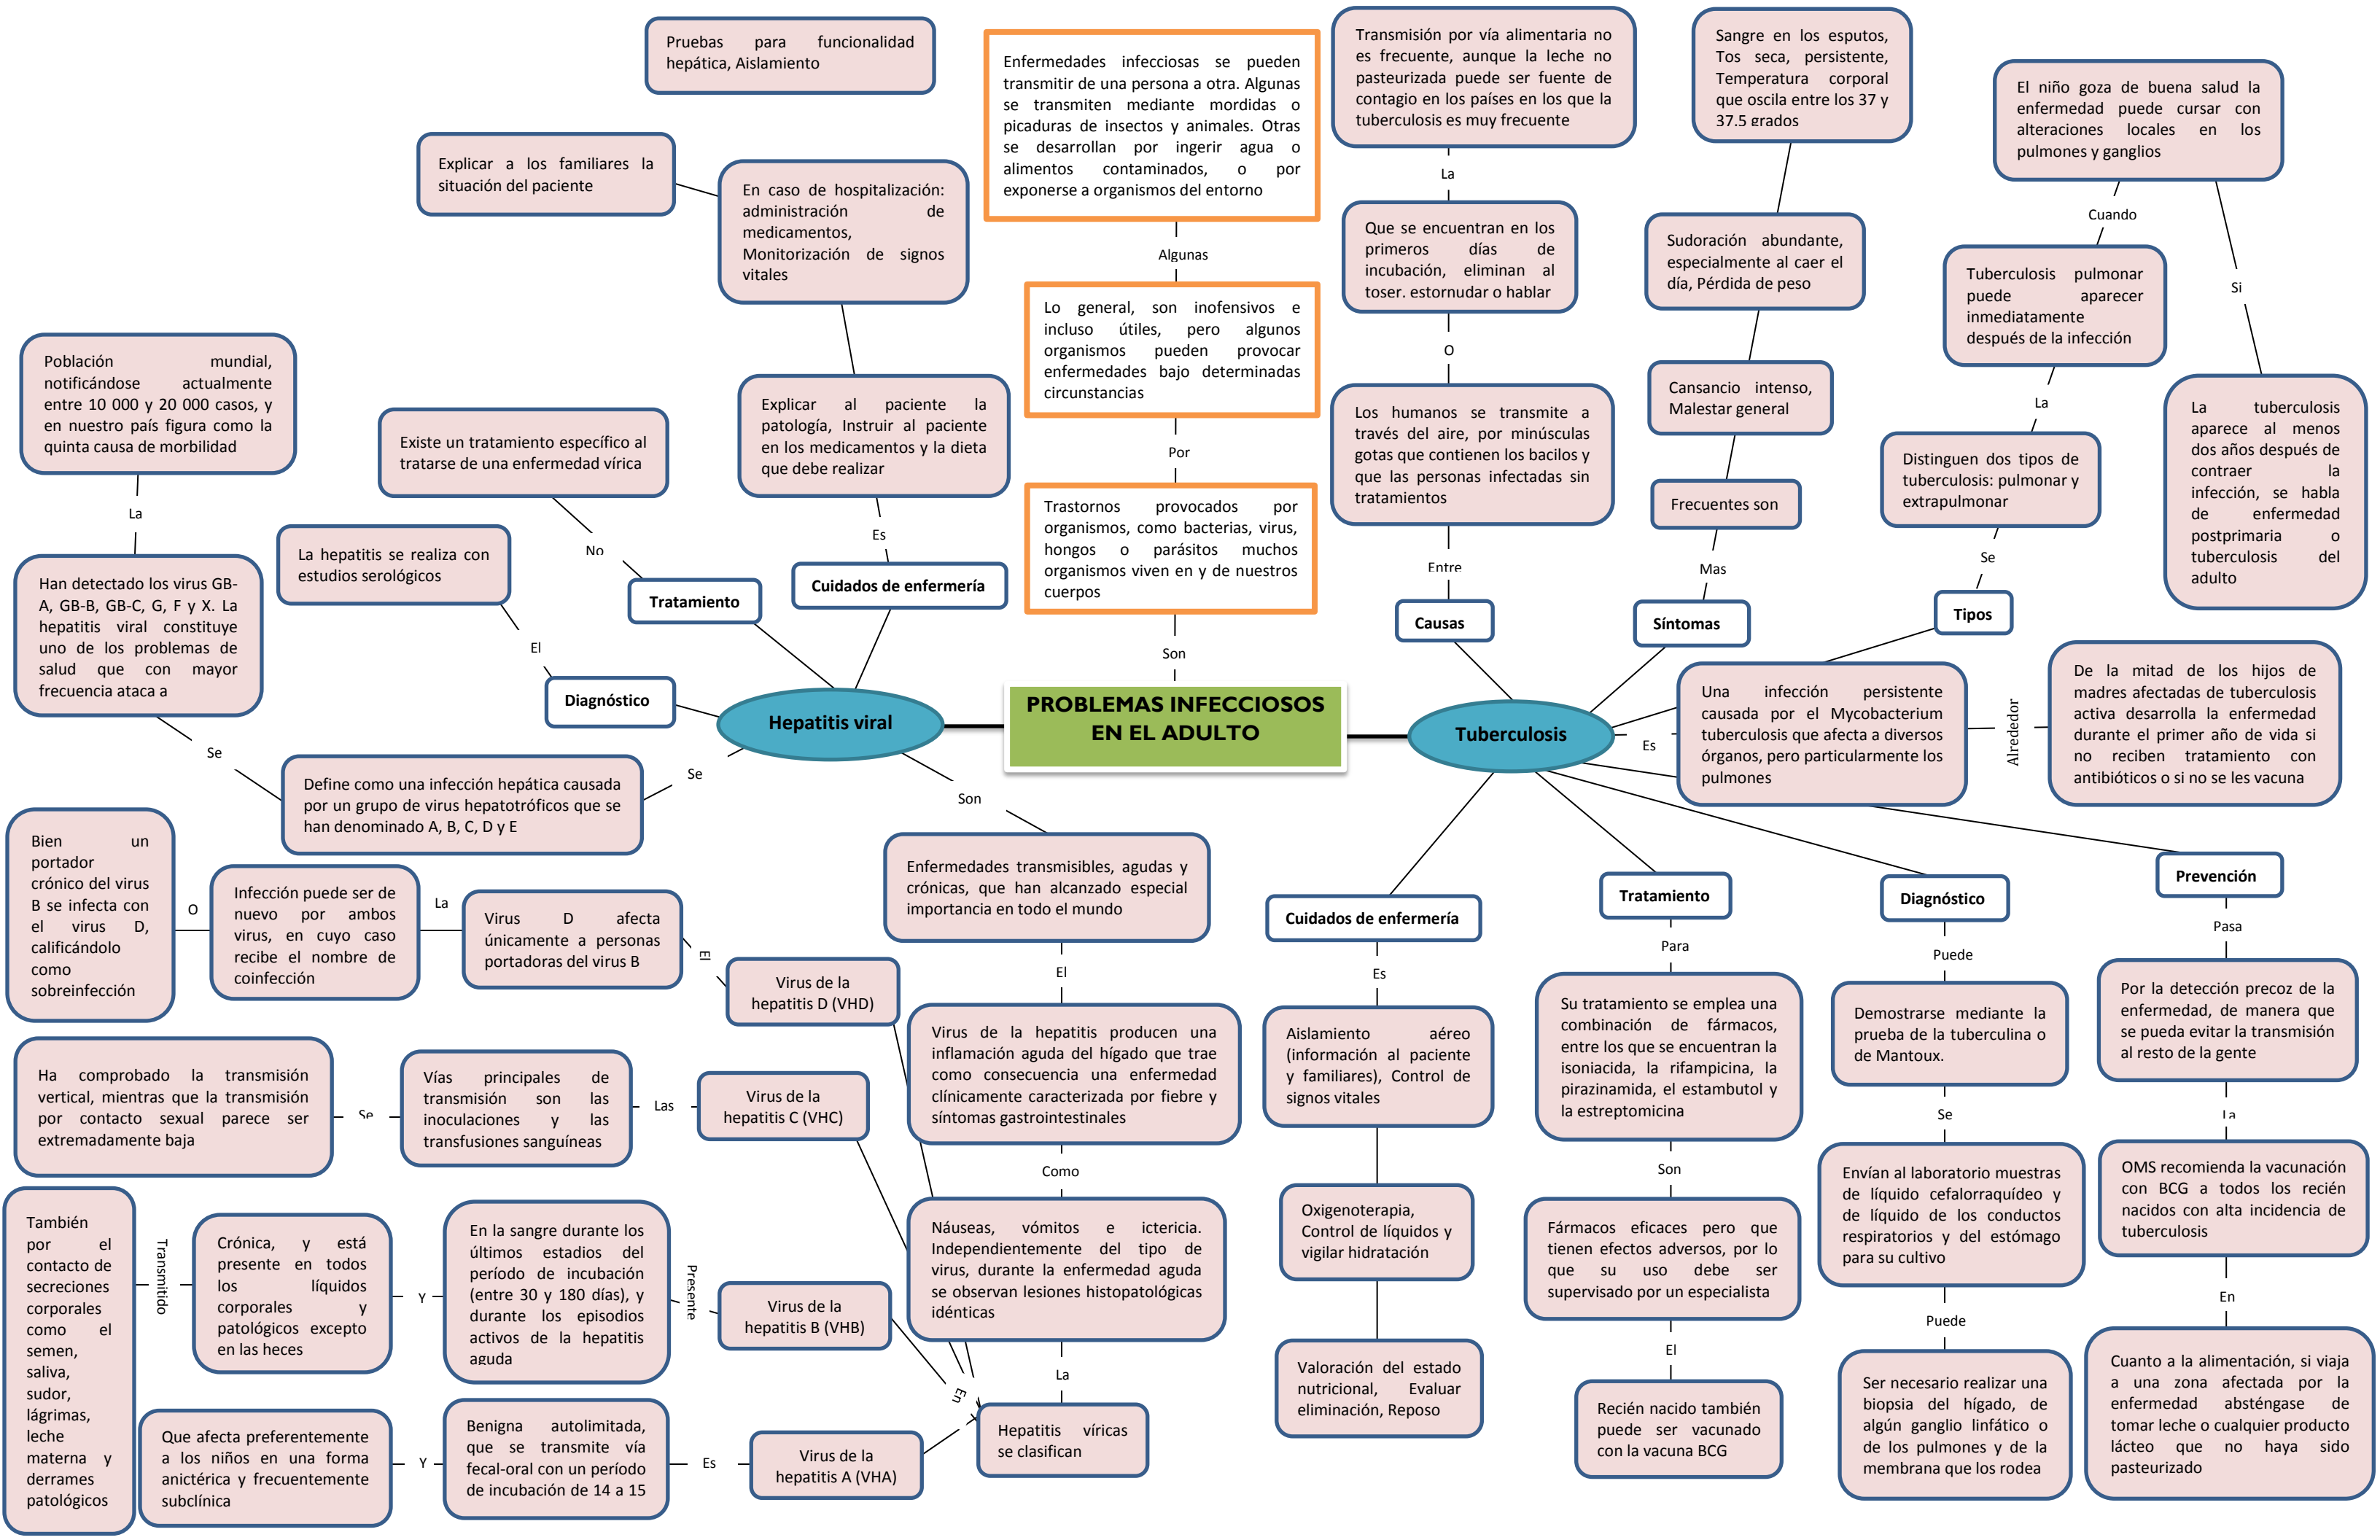 Pruebas para funcionalidad
hepática, Aislamiento
Explicar a los familiares la
situación del paciente
En caso de hospitalización:
administración de
medicamentos,
Monitorización de signos
vitales
Explicar al paciente la
patología, Instruir al paciente
en los medicamentos y la dieta
que debe realizar
Es
Cuidados de enfermería
Existe un tratamiento específico al
tratarse de una enfermedad vírica
No
Tratamiento
La hepatitis se realiza con
estudios serológicos
El
Diagnóstico
Población mundial,
notificándose actualmente
entre 10 000 y 20 000 casos, y
en nuestro país figura como la
quinta causa de morbilidad
La
Han detectado los virus GB-
A, GB-B, GB-C, G, F y X. La
hepatitis viral constituye
uno de los problemas de
salud que con mayor
frecuencia ataca a
Se
Define como una infección hepática causada
por un grupo de virus hepatotróficos que se
han denominado A, B, C, D y E
Se
Hepatitis viral
Enfermedades infecciosas se pueden
transmitir de una persona a otra. Algunas
se transmiten mediante mordidas o
picaduras de insectos y animales. Otras
se desarrollan por ingerir agua o
alimentos contaminados, o por
exponerse a organismos del entorno
Algunas
Lo general, son inofensivos e
incluso útiles, pero algunos
organismos pueden provocar
enfermedades bajo determinadas
circunstancias
Por
Trastornos provocados por
organismos, como bacterias, virus,
hongos o parásitos muchos
organismos viven en y de nuestros
cuerpos
Son
PROBLEMAS INFECCIOSOS
EN EL ADULTO
Transmisión por vía alimentaria no
es frecuente, aunque la leche no
pasteurizada puede ser fuente de
contagio en los países en los que la
tuberculosis es muy frecuente
La
Que se encuentran en los
primeros días de
incubación, eliminan al
toser, estornudar o hablar
O
Los humanos se transmite a
través del aire, por minúsculas
gotas que contienen los bacilos y
que las personas infectadas sin
tratamientos
Entre
Causas
Sangre en los esputos,
Tos seca, persistente,
Temperatura corporal
que oscila entre los 37 y
37.5 grados
Sudoración abundante,
especialmente al caer el
día, Pérdida de peso
Cansancio intenso,
Malestar general
Frecuentes son
Mas
Síntomas
El niño goza de buena salud la
enfermedad puede cursar con
alteraciones locales en los
pulmones y ganglios
Cuando
Si
Tuberculosis pulmonar
puede aparecer
inmediatamente
después de la infección
La
Distinguen dos tipos de
tuberculosis: pulmonar y
extrapulmonar
Se
Tipos
La tuberculosis
aparece al menos
dos años después de
contraer la
infección, se habla
de enfermedad
postprimaria o
tuberculosis del
adulto
Tuberculosis
Es
Una infección persistente
causada por el Mycobacterium
tuberculosis que afecta a diversos
órganos, pero particularmente los
pulmones
Alrededor
De la mitad de los hijos de
madres afectadas de tuberculosis
activa desarrolla la enfermedad
durante el primer año de vida si
no reciben tratamiento con
antibióticos o si no se les vacuna
Son
Enfermedades transmisibles, agudas y
crónicas, que han alcanzado especial
importancia en todo el mundo
El
Virus de la hepatitis producen una
inflamación aguda del hígado que trae
como consecuencia una enfermedad
clínicamente caracterizada por fiebre y
síntomas gastrointestinales
Como
Náuseas, vómitos e ictericia.
Independientemente del tipo de
virus, durante la enfermedad aguda
se observan lesiones histopatológicas
idénticas
La
Hepatitis víricas
se clasifican
En
Bien un
portador
crónico del virus
B se infecta con
el virus D,
calificándolo
como
sobreinfección
O
Infección puede ser de
nuevo por ambos
virus, en cuyo caso
recibe el nombre de
coinfección
La
Virus D afecta
únicamente a personas
portadoras del virus B
El
Virus de la
hepatitis D (VHD)
Ha comprobado la transmisión
vertical, mientras que la transmisión
por contacto sexual parece ser
extremadamente baja
Se
Vías principales de
transmisión son las
inoculaciones y las
transfusiones sanguíneas
Las
Virus de la
hepatitis C (VHC)
También
por el
contacto de
secreciones
corporales
como el
semen,
saliva,
sudor,
lágrimas,
leche
materna y
derrames
patológicos
Transmitido
Crónica, y está
presente en todos
los líquidos
corporales y
patológicos excepto
en las heces
Y
En la sangre durante los
últimos estadios del
período de incubación
(entre 30 y 180 días), y
durante los episodios
activos de la hepatitis
aguda
Presente
Virus de la
hepatitis B (VHB)
Que afecta preferentemente
a los niños en una forma
anictérica y frecuentemente
subclínica
Y
Benigna autolimitada,
que se transmite vía
fecal-oral con un período
de incubación de 14 a 15
Es
Virus de la
hepatitis A (VHA)
Cuidados de enfermería
Es
Aislamiento aéreo
(información al paciente
y familiares), Control de
signos vitales
Oxigenoterapia,
Control de líquidos y
vigilar hidratación
Valoración del estado
nutricional, Evaluar
eliminación, Reposo
Tratamiento
Para
Su tratamiento se emplea una
combinación de fármacos,
entre los que se encuentran la
isoniacida, la rifampicina, la
pirazinamida, el estambutol y
la estreptomicina
Son
Fármacos eficaces pero que
tienen efectos adversos, por lo
que su uso debe ser
supervisado por un especialista
El
Recién nacido también
puede ser vacunado
con la vacuna BCG
Diagnóstico
Puede
Demostrarse mediante la
prueba de la tuberculina o
de Mantoux.
Se
Envían al laboratorio muestras
de líquido cefalorraquídeo y
de líquido de los conductos
respiratorios y del estómago
para su cultivo
Puede
Ser necesario realizar una
biopsia del hígado, de
algún ganglio linfático o
de los pulmones y de la
membrana que los rodea
Prevención
Pasa
Por la detección precoz de la
enfermedad, de manera que
se pueda evitar la transmisión
al resto de la gente
La
OMS recomienda la vacunación
con BCG a todos los recién
nacidos con alta incidencia de
tuberculosis
En
Cuanto a la alimentación, si viaja
a una zona afectada por la
enfermedad absténgase de
tomar leche o cualquier producto
lácteo que no haya sido
pasteurizado